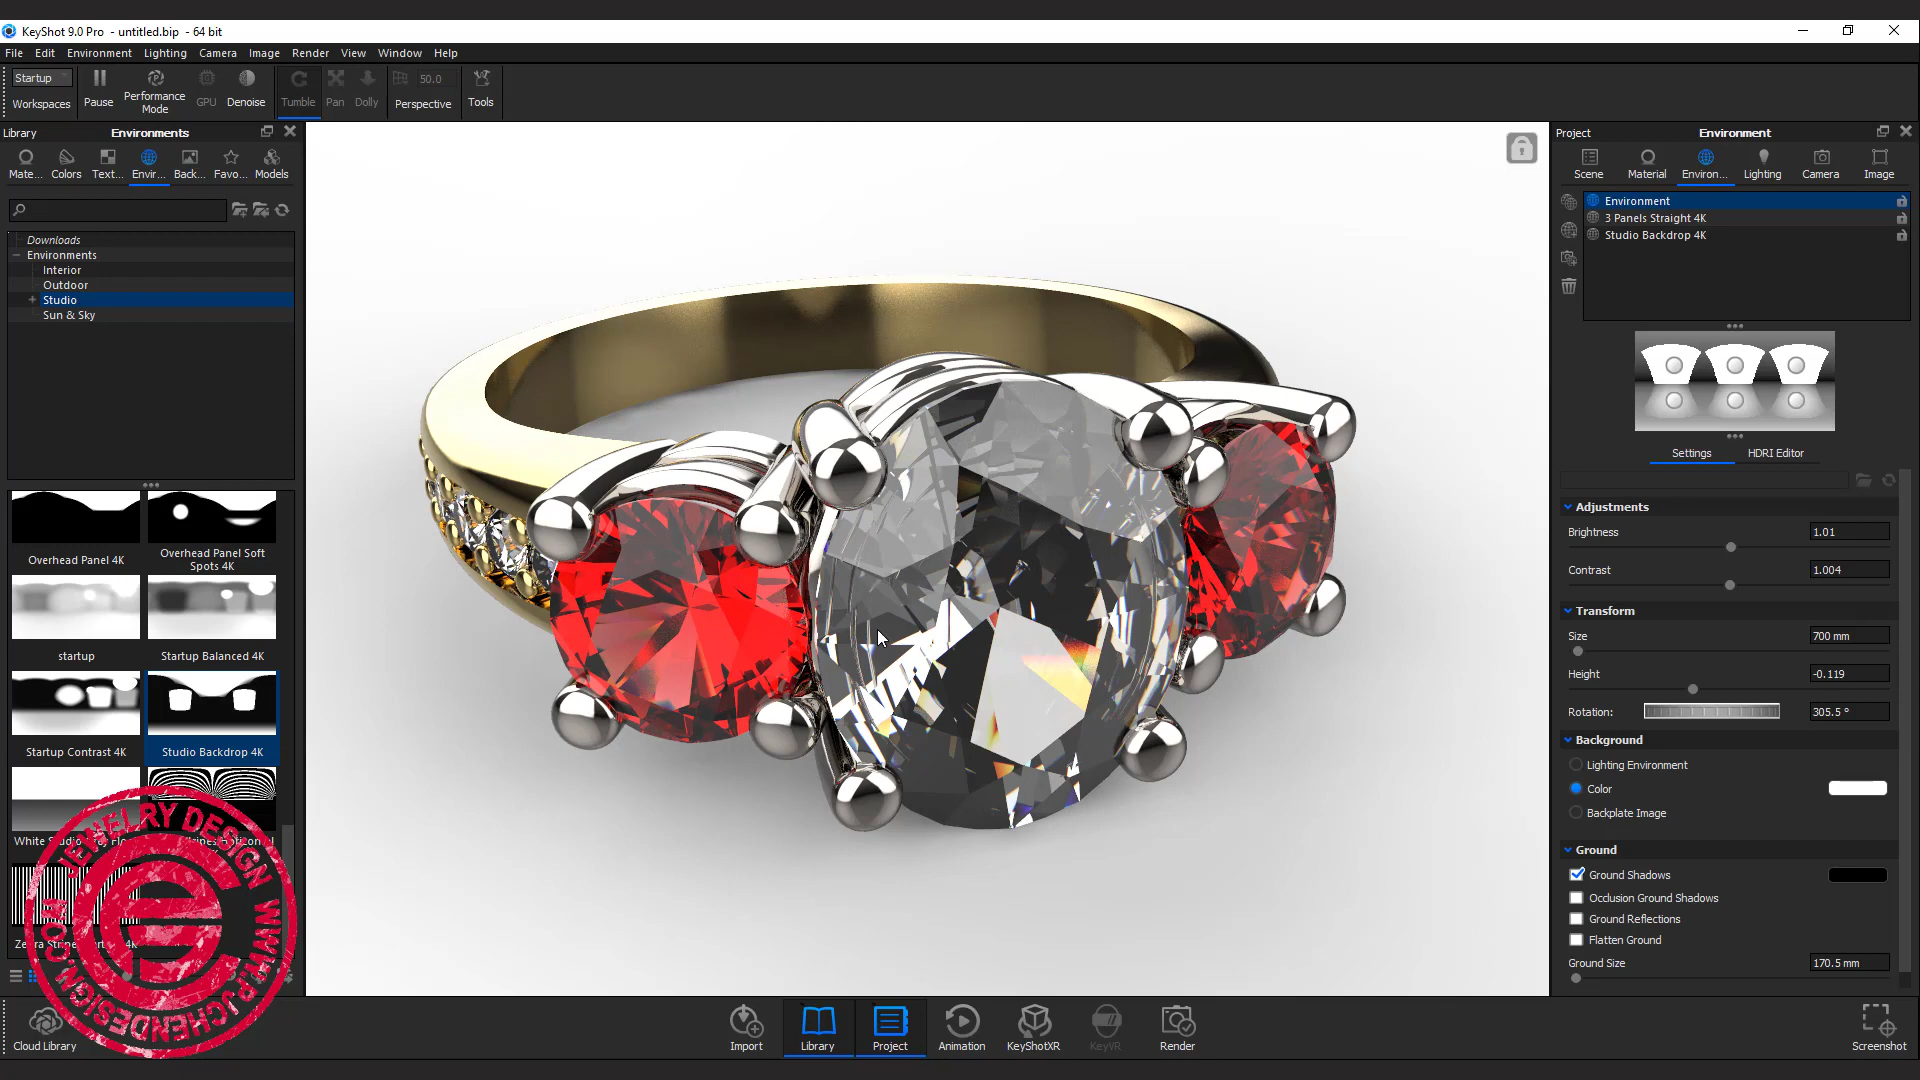 KeyShot 9.0 Pro - untitled.bip - 64 bit
File Edit Environment Lighting Camera Image Render View Window Help
Startup
Workspaces
Pause
Performance Mode
GPU
Denoise
Tumble
Pan
Dolly
50.0
Perspective
Tools
Library
Environments
Mate... Colors Text... Envir... Back... Favo... Models
Downloads
Environments
Interior
Outdoor
Studio
Sun & Sky
Overhead Panel 4K
Overhead Panel Soft Spots 4K
startup
Startup Balanced 4K
Startup Contrast 4K
Studio Backdrop 4K
JEWELRY DESIGN
WWW.PJCHENDESIGN.COM
Project
Environment
Scene Material Environ... Lighting Camera Image
Environment
3 Panels Straight 4K
Studio Backdrop 4K
Settings HDRI Editor
Adjustments
Brightness 1.01
Contrast 1.004
Transform
Size 700 mm
Height -0.119
Rotation: 305.5 °
Background
Lighting Environment
Color
Backplate Image
Ground
Ground Shadows
Occlusion Ground Shadows
Ground Reflections
Flatten Ground
Ground Size 170.5 mm
Cloud Library
Import
Library
Project
Animation
KeyShotXR
KeyVR
Render
Screenshot